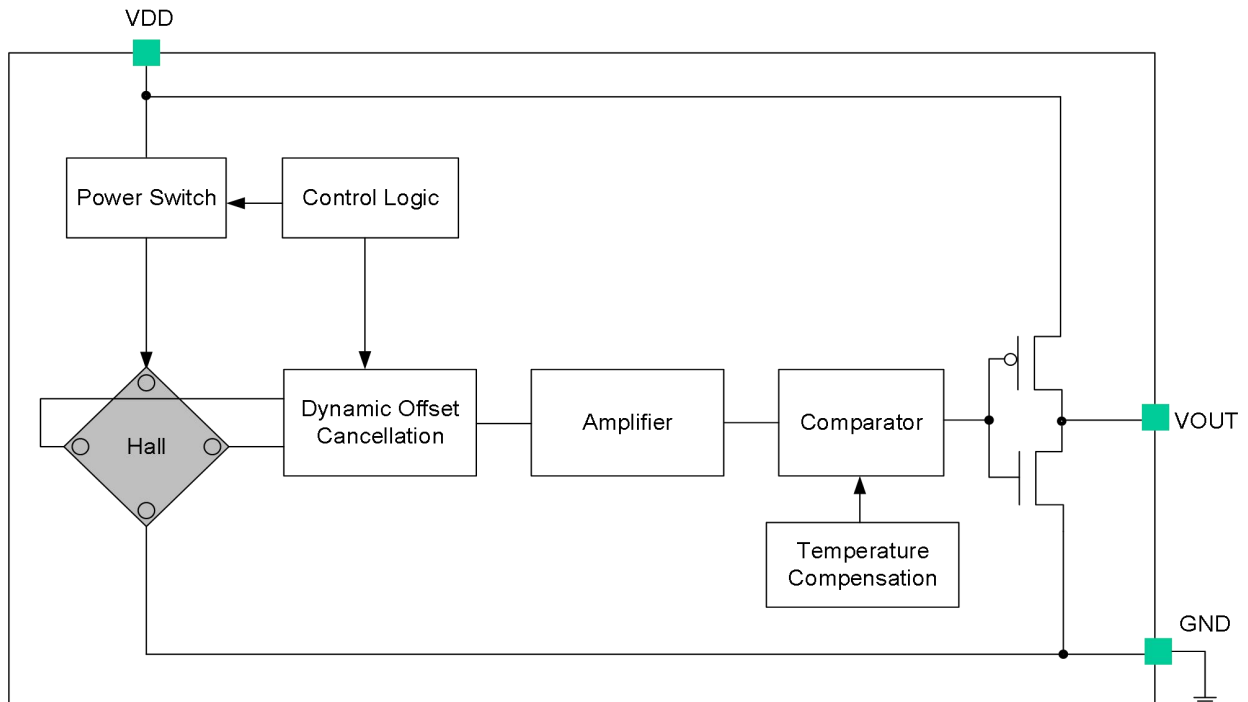 VDD
Power Switch
Control Logic
Hall
Dynamic Offset
Cancellation
Amplifier
Comparator
VOUT
Temperature
Compensation
GND